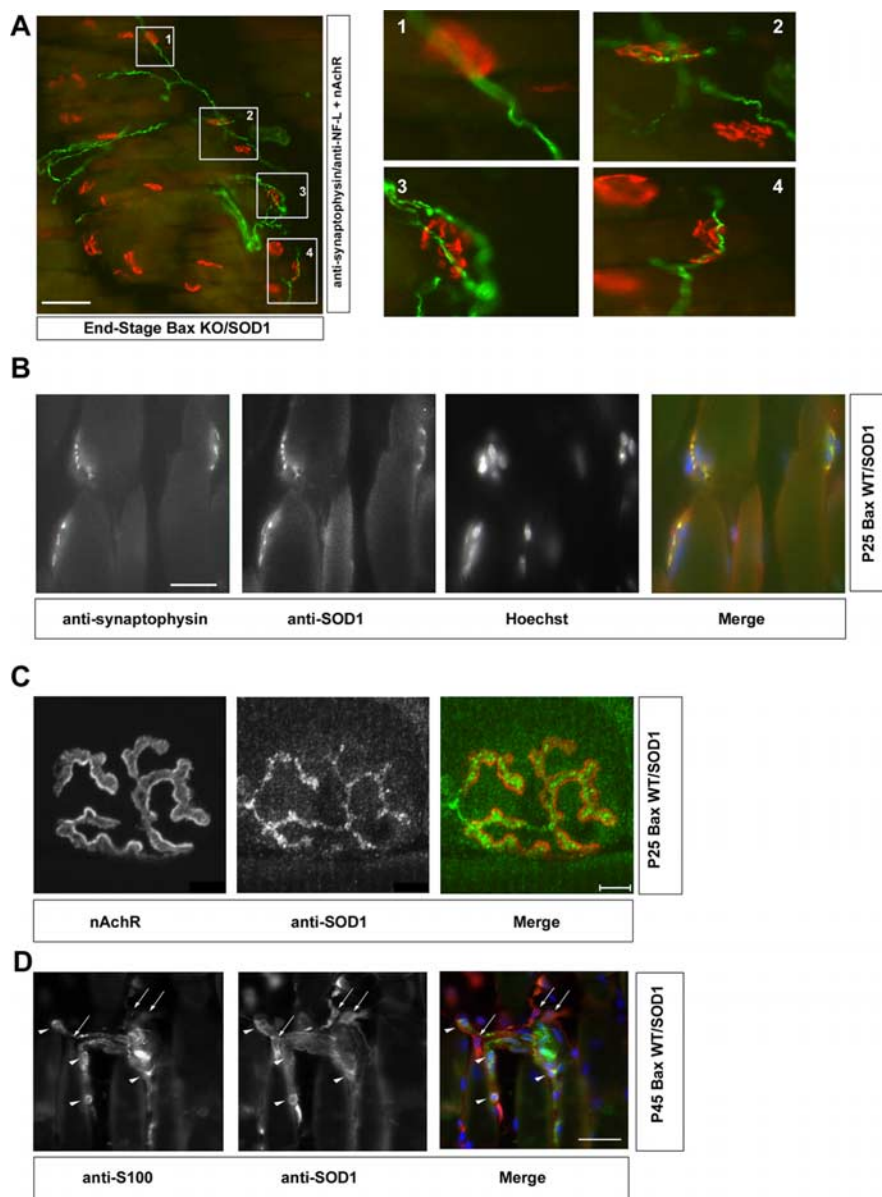 A
1
2
3
4
anti-synaptophysin/anti-NF-L + nAchR
End-Stage Bax KO/SOD1
1
2
3
4
B
P25 Bax WT/SOD1
anti-synaptophysin
anti-SOD1
Hoechst
Merge
C
P25 Bax WT/SOD1
nAchR
anti-SOD1
Merge
D
P45 Bax WT/SOD1
anti-S100
anti-SOD1
Merge